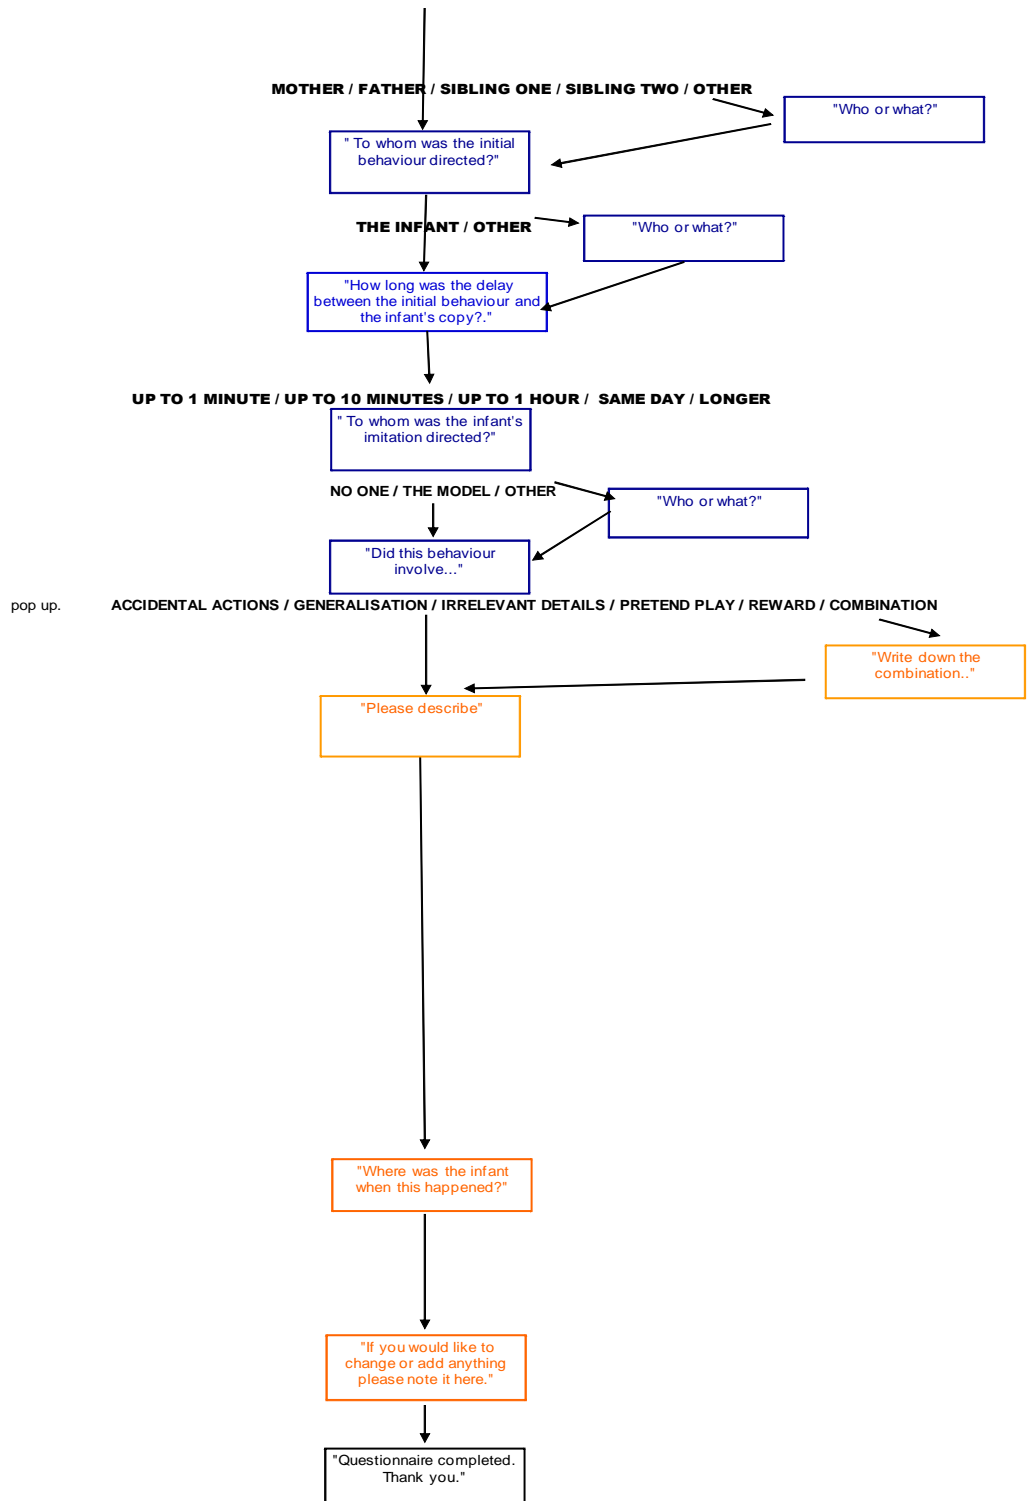 MOTHER / FATHER / SIBLING ONE / SIBLING TWO / OTHER
"Who or what?"
" To whom was the initial
behaviour directed?"
THE INFANT / OTHER
"Who or what?"
"How long was the delay
between the initial behaviour and
the infant's copy?."
UP TO 1 MINUTE / UP TO 10 MINUTES / UP TO 1 HOUR / SAME DAY / LONGER
" To whom was the infant's
imitation directed?"
NO ONE / THE MODEL / OTHER
"Who or what?"
"Did this behaviour
involve..."
pop up. ACCIDENTAL ACTIONS / GENERALISATION / IRRELEVANT DETAILS / PRETEND PLAY / REWARD / COMBINATION
"Write down the
combination.."
"Please describe"
"Where was the infant
when this happened?"
"If you would like to
change or add anything
please note it here."
"Questionnaire completed.
Thank you."